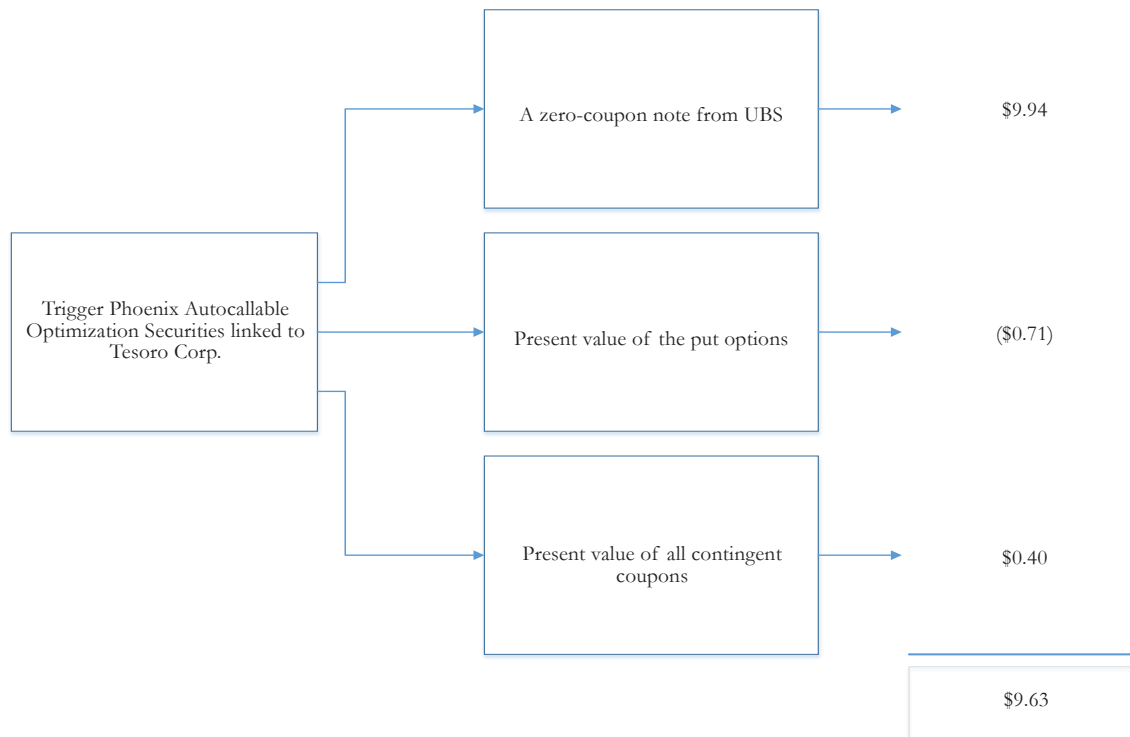 A zero-coupon note from UBS
$9.94
Trigger Phoenix Autocallable
Optimization Securities linked to
Tesoro Corp.
Present value of the put options
($0.71)
Present value of all contingent
coupons
$0.40
$9.63